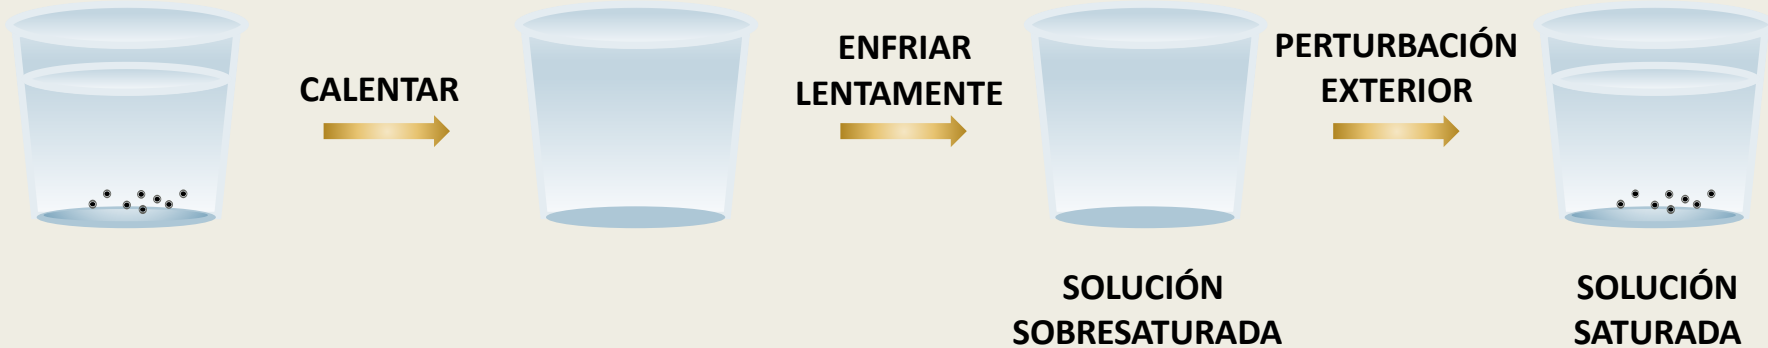 CALENTAR
ENFRIAR
LENTAMENTE
PERTURBACIÓN
EXTERIOR
SOLUCIÓN
SOBRESATURADA
SOLUCIÓN
SATURADA